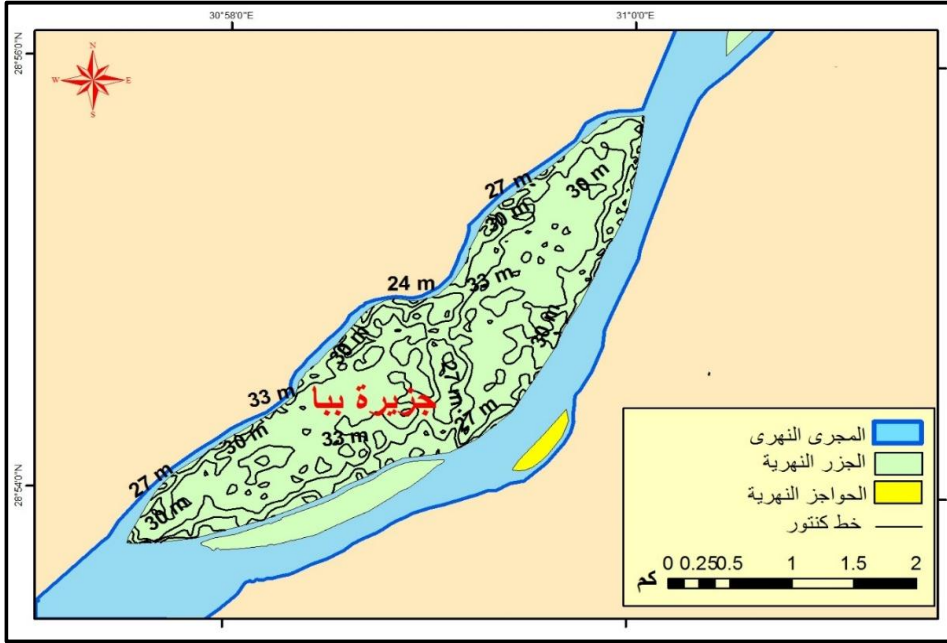 30°58'0"E
31°0'0"E
28°56'0"N
28°54'0"N
N
W
E
S
27 m
30 m
30 m
24 m
33 m
30 m
30 m
33 m
27 m
جزيرة ببا
27 m
30 m
33 m
27 m
30 m
المجرى النهرى
الجزر النهرية
الحواجز النهرية
خط كنتور
0 0.25 0.5 1 1.5 2
كم